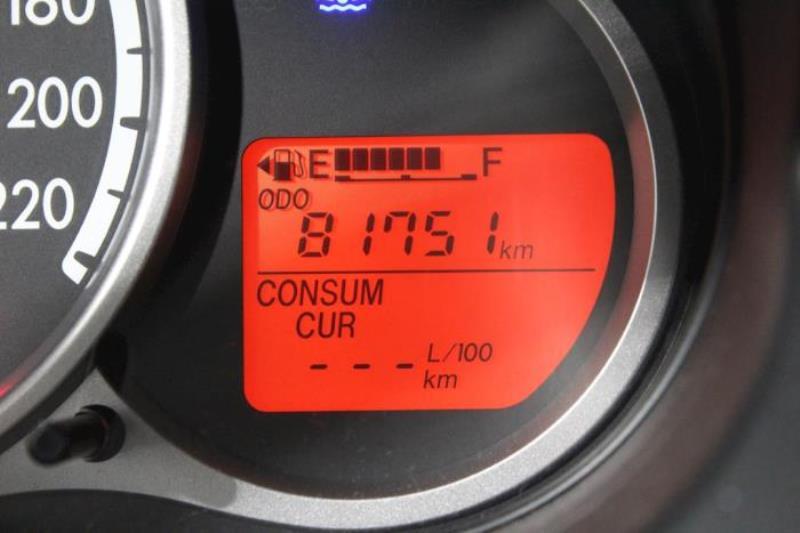 180
200
220
E F
ODO
81751 km
CONSUM
CUR
--- L/100
km